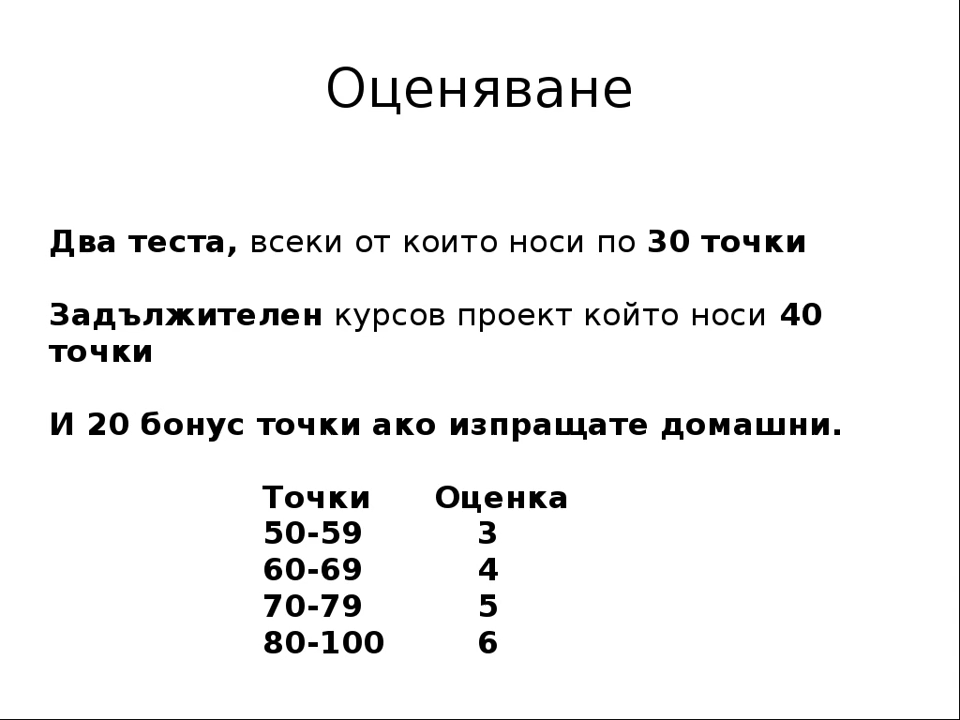 Оценяване
Два теста, всеки от които носи по 30 точки
Задължителен курсов проект който носи 40
точки
И 20 бонус точки ако изпращате домашни.
Точки Оценка
50-59 3
60-69 4
70-79 5
80-100 6